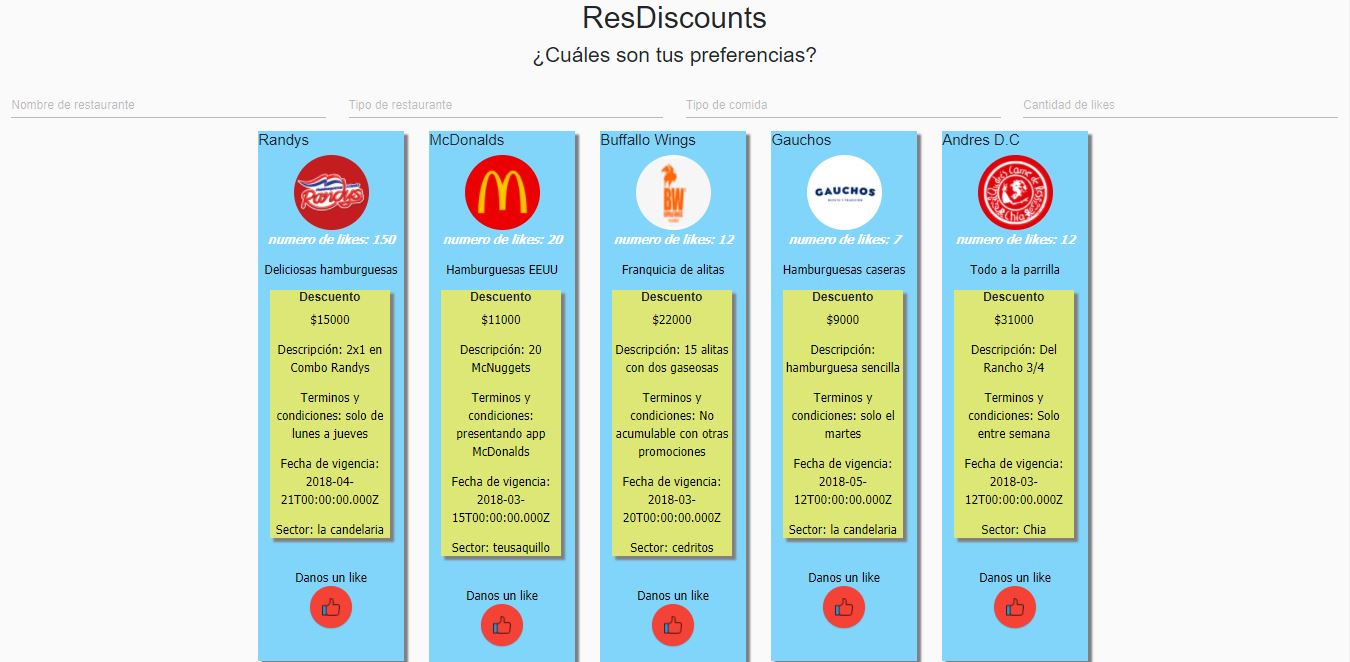 ResDiscounts
¿Cuáles son tus preferencias?
Nombre de restaurante
Tipo de restaurante
Tipo de comida
Cantidad de likes
Randys
Randys
numero de likes: 150
Deliciosas hamburguesas
Descuento
$15000
Descripción: 2x1 en
Combo Randys
Terminos y
condiciones: solo de
lunes a jueves
Fecha de vigencia:
2018-04-
21T00:00:00.000Z
Sector: la candelaria
Danos un like
McDonalds
numero de likes: 20
Hamburguesas EEUU
Descuento
$11000
Descripción: 20
McNuggets
Terminos y
condiciones:
presentando app
McDonalds
Fecha de vigencia:
2018-03-
15T00:00:00.000Z
Sector: teusaquillo
Danos un like
Buffallo Wings
BW
numero de likes: 12
Franquicia de alitas
Descuento
$22000
Descripción: 15 alitas
con dos gaseosas
Terminos y
condiciones: No
acumulable con otras
promociones
Fecha de vigencia:
2018-03-
20T00:00:00.000Z
Sector: cedritos
Danos un like
Gauchos
GAUCHOS
numero de likes: 7
Hamburguesas caseras
Descuento
$9000
Descripción:
hamburguesa sencilla
Terminos y
condiciones: solo el
martes
Fecha de vigencia:
2018-05-
12T00:00:00.000Z
Sector: la candelaria
Danos un like
Andres D.C
numero de likes: 12
Todo a la parrilla
Descuento
$31000
Descripción: Del
Rancho 3/4
Terminos y
condiciones: Solo
entre semana
Fecha de vigencia:
2018-03-
12T00:00:00.000Z
Sector: Chia
Danos un like